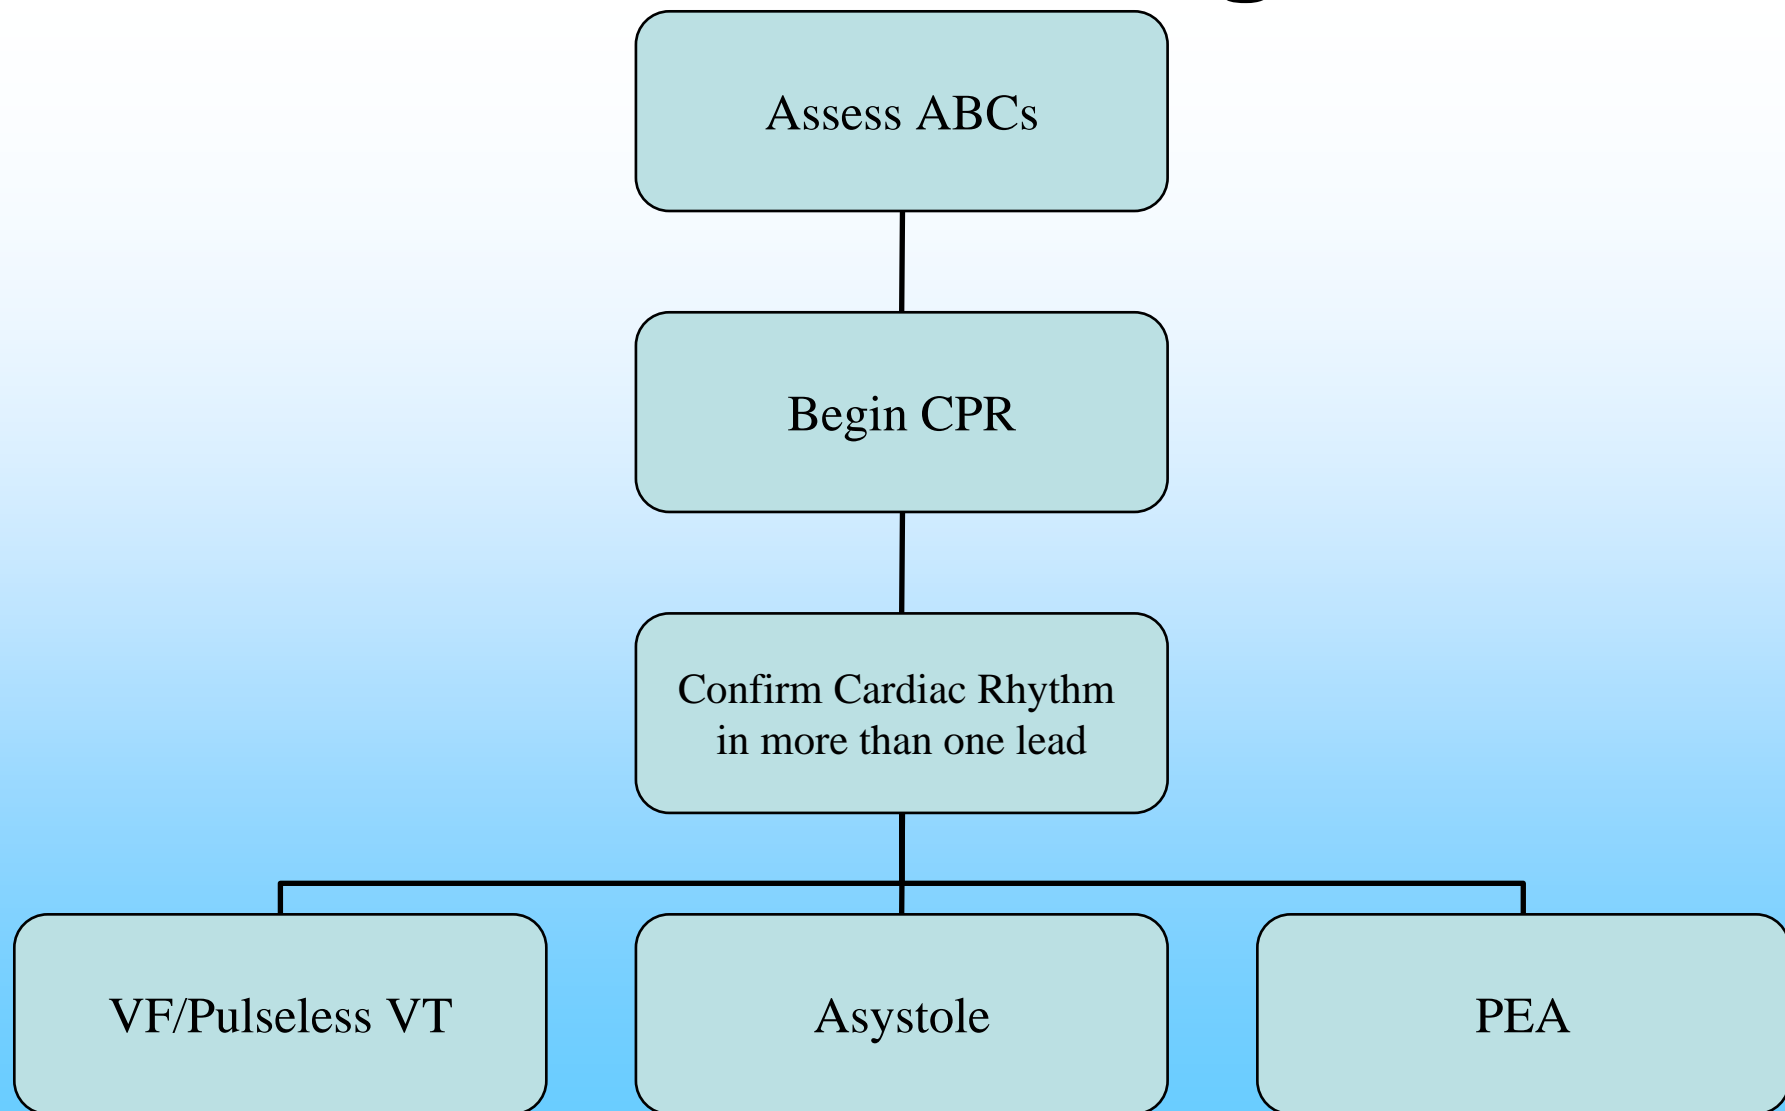 Assess ABCs
Begin CPR
Confirm Cardiac Rhythm
in more than one lead
VF/Pulseless VT
Asystole
PEA